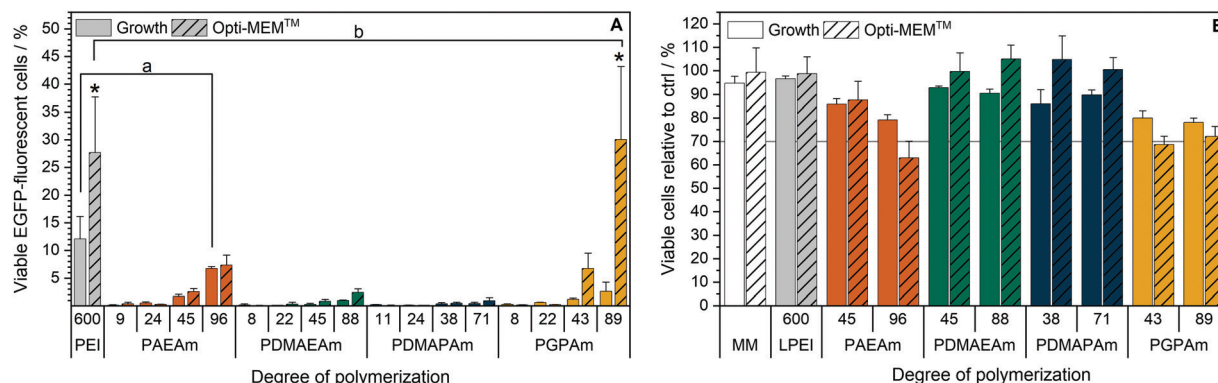 A
Growth Opti-MEM™
Viable EGFP-fluorescent cells / %
50
45
40
35
30
25
20
15
10
5
a
b
*
*
600 9 24 45 96 8 22 45 88 11 24 38 71 8 22 43 89
PEI PAEAm PDMAEAm PDMAPAm PGPAm
Degree of polymerization
Growth Opti-MEM™
Viable cells relative to ctrl / %
120
110
100
90
80
70
60
50
40
30
20
10
0
600 45 96 45 88 38 71 43 89
MM LPEI PAEAm PDMAEAm PDMAPAm PGPAm
Degree of polymerization